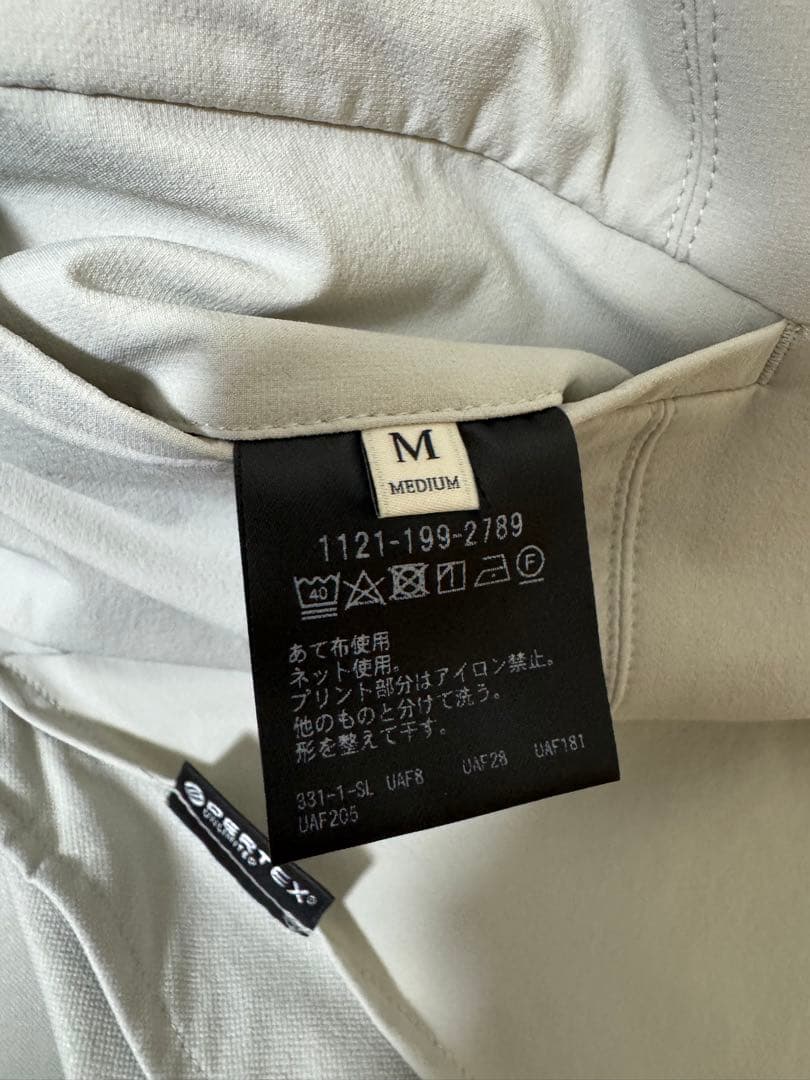 M
MEDIUM
1121-199-2789
40 F
あて布使用
ネット使用。
プリント部分はアイロン禁止。
他のものと分けて洗う。
形を整えて干す。
331-1-SL UAF8 UAF28 UAF181
UAF205
PERTEX®
UNLIMITED